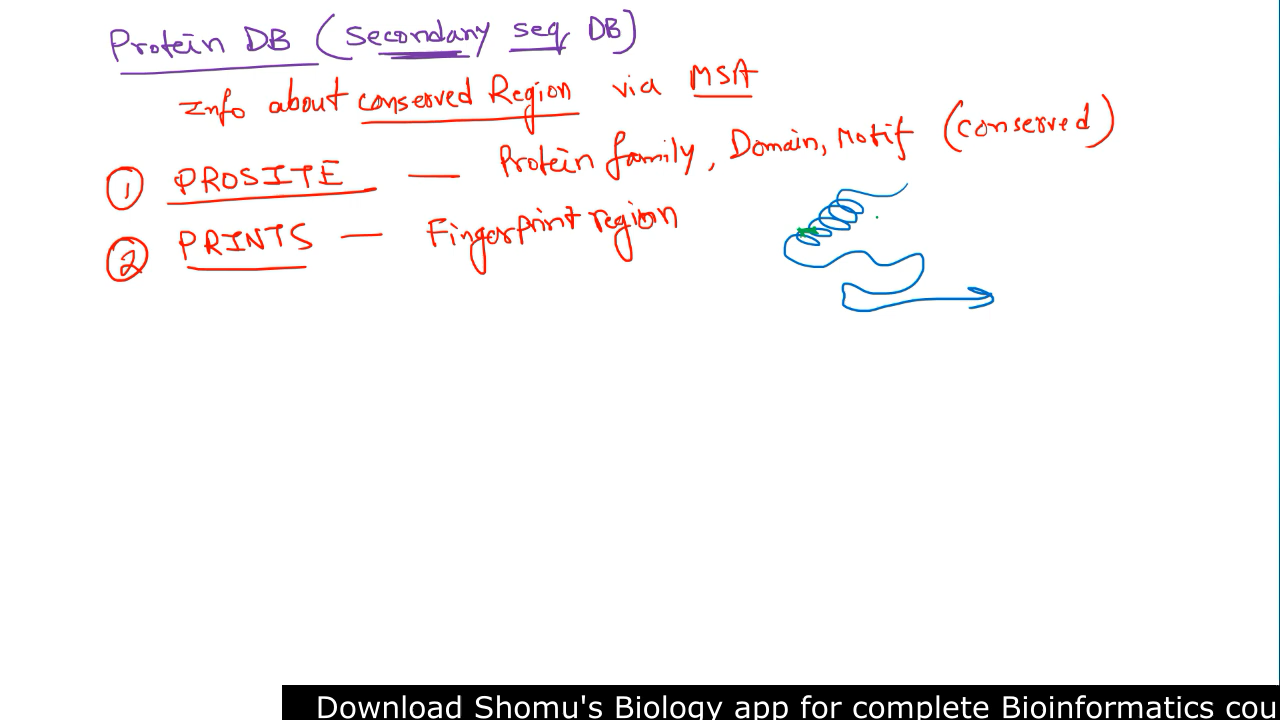 Protein DB (Secondary seq. DB)
Info about conserved Region via MSA
① PROSITE — Protein family, Domain, Motif (conserved)
② PRINTS — Fingerprint region
Download Shomu's Biology app for complete Bioinformatics cou